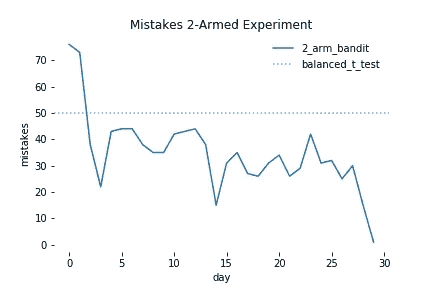 Mistakes 2-Armed Experiment
2_arm_bandit
balanced_t_test
70
60
50
40
30
20
10
0
mistakes
0 5 10 15 20 25 30
day